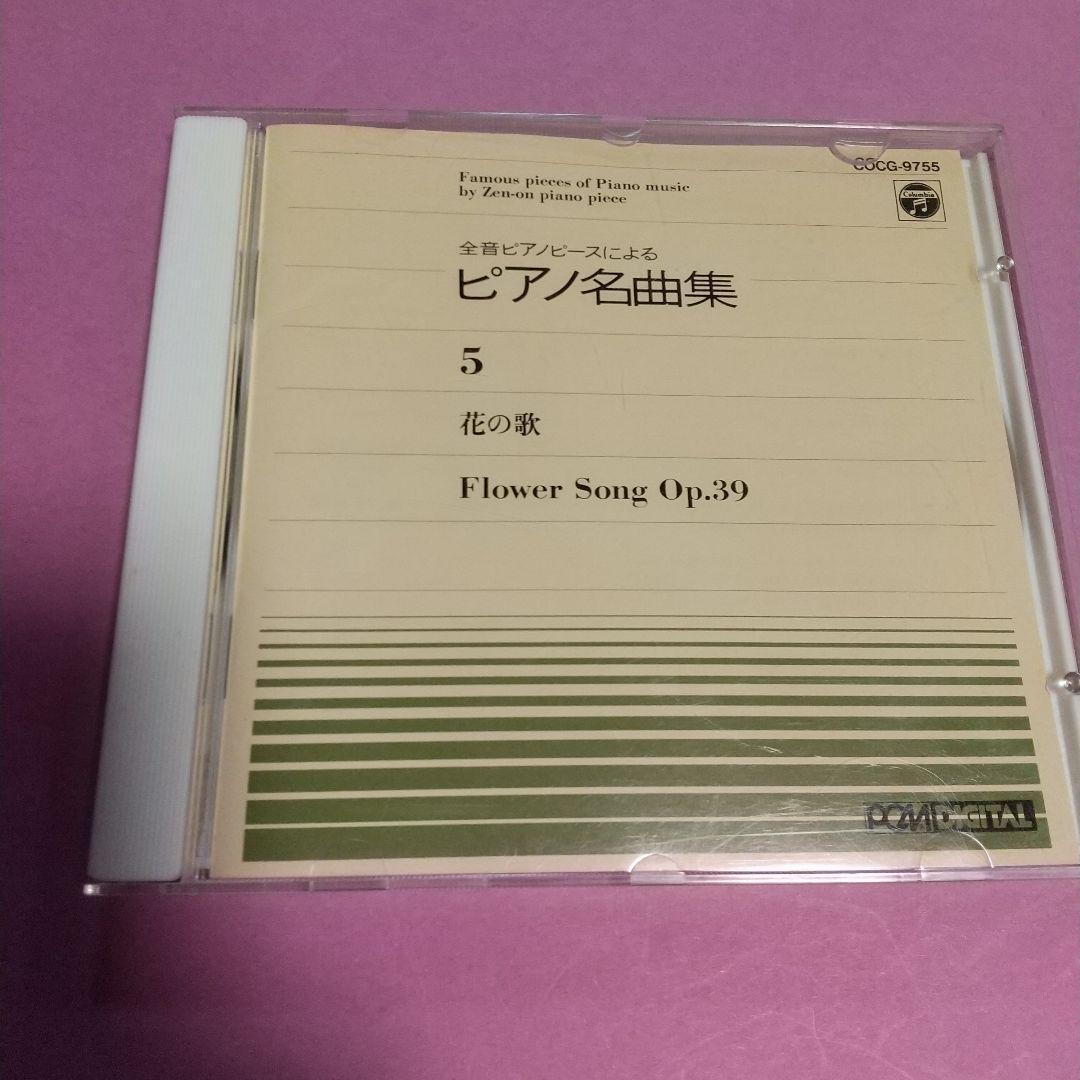 COCG-9755
Famous pieces of Piano music
by Zen-on piano piece
Columbia
全音ピアノピースによる
ピアノ名曲集
5
花の歌
Flower Song Op.39
PCM DIGITAL